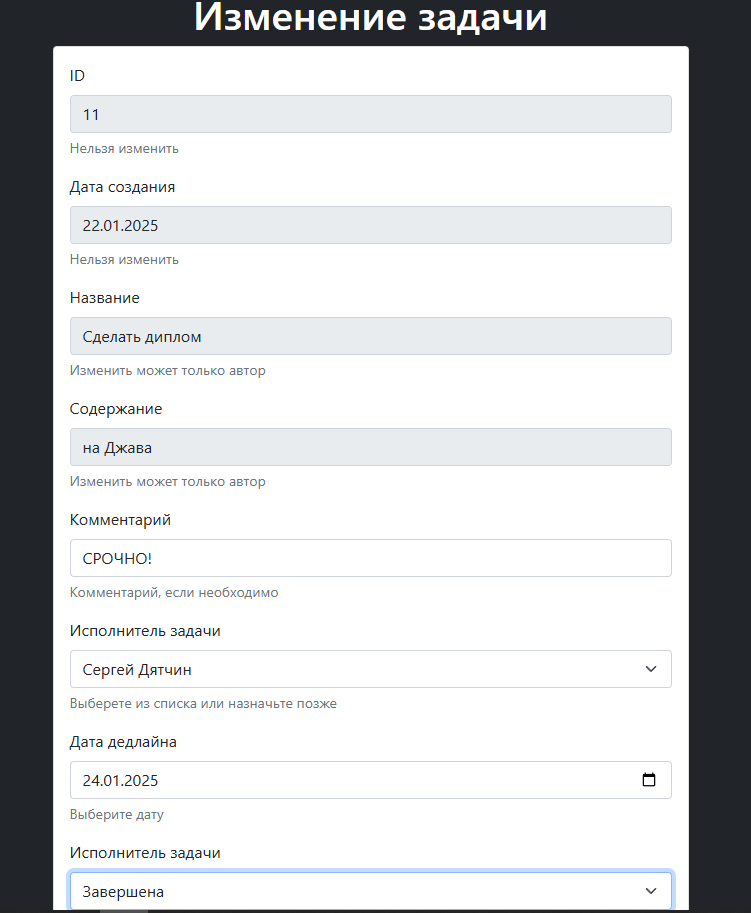 Изменение задачи
ID
11
Нельзя изменить
Дата создания
22.01.2025
Нельзя изменить
Название
Сделать диплом
Изменить может только автор
Содержание
на Джава
Изменить может только автор
Комментарий
СРОЧНО!
Комментарий, если необходимо
Исполнитель задачи
Сергей Дятчин
Выберете из списка или назначьте позже
Дата дедлайна
24.01.2025
Выберите дату
Исполнитель задачи
Завершена